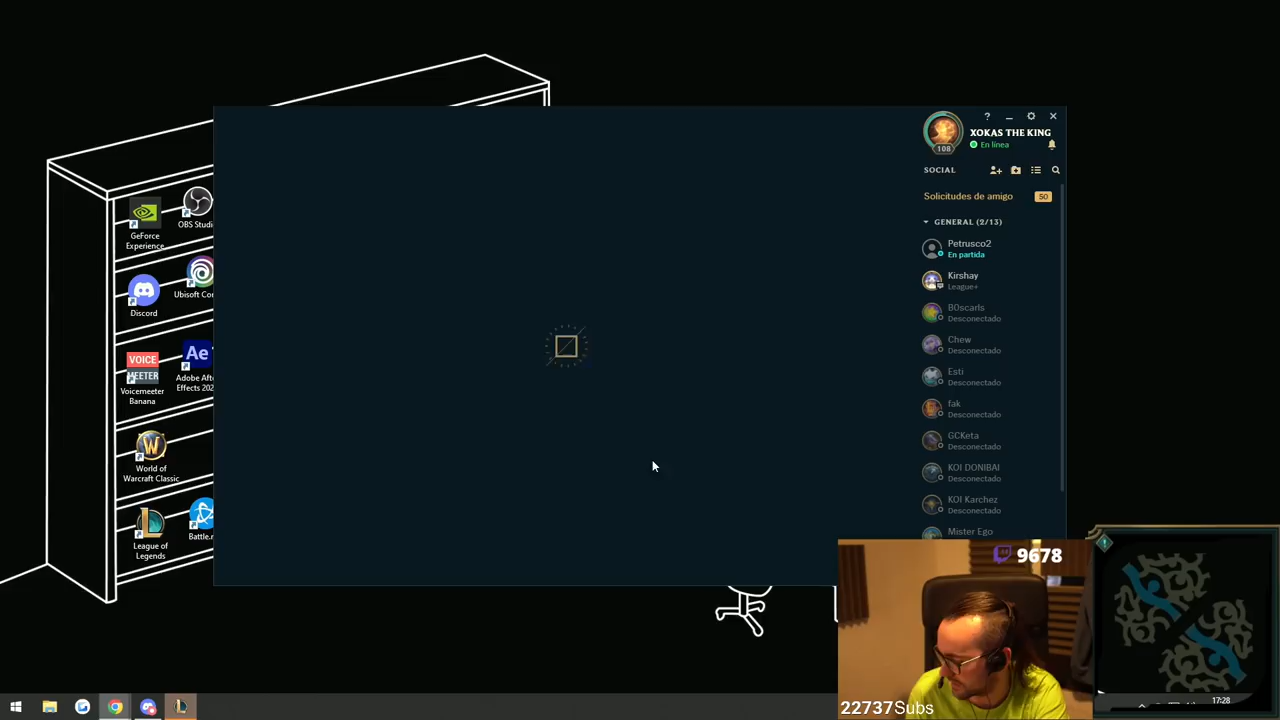 GeForce
Experience
OBS Studi
Discord
Ubisoft Con
VOICE
MEETER
Voicemeeter
Banana
Ae
Adobe Afte
Effects 202
W
World of
Warcraft Classic
L
League of
Legends
Battle.n
?
108
XOKAS THE KING
En línea
SOCIAL
Solicitudes de amigo
50
GENERAL (2/13)
Petrusco2
En partida
Kirshay
League+
B0scarls
Desconectado
Chew
Desconectado
Esti
Desconectado
fak
Desconectado
GCKeta
Desconectado
KOI DONIBAI
Desconectado
KOI Karchez
Desconectado
Mister Ego
9678
22737Subs
17:28